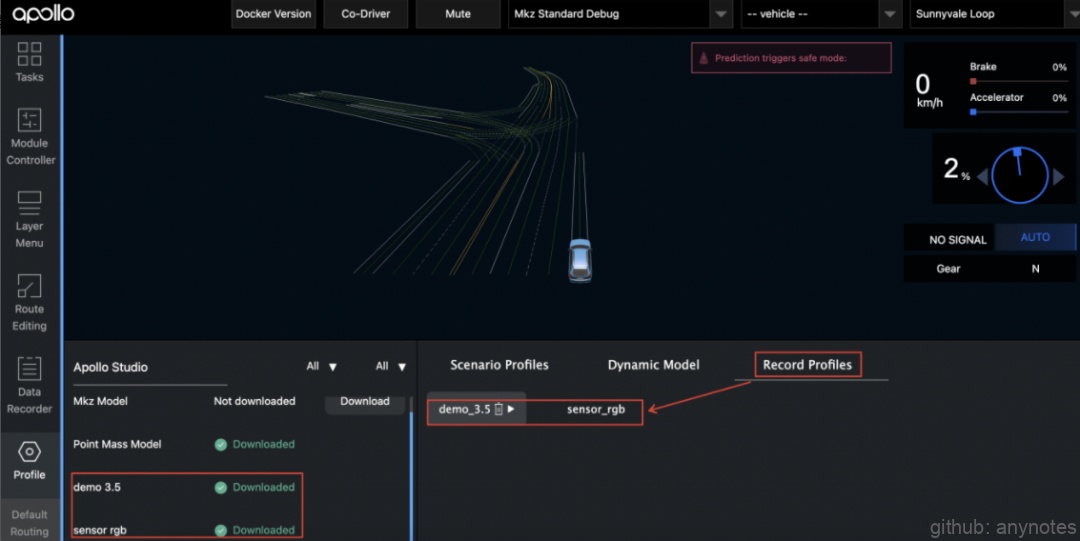 apollo
Docker Version
Co-Driver
Mute
Mkz Standard Debug
-- vehicle --
Sunnyvale Loop
Tasks
Module
Controller
Layer
Menu
Route
Editing
Data
Recorder
Profile
Default
Routing
Prediction triggers safe mode:
0
km/h
Brake 0%
Accelerator 0%
2 %
NO SIGNAL AUTO
Gear N
Apollo Studio All All
Mkz Model Not downloaded Download
Point Mass Model Downloaded
demo 3.5 Downloaded
sensor rgb Downloaded
Scenario Profiles Dynamic Model Record Profiles
demo_3.5 sensor_rgb
github: anynotes